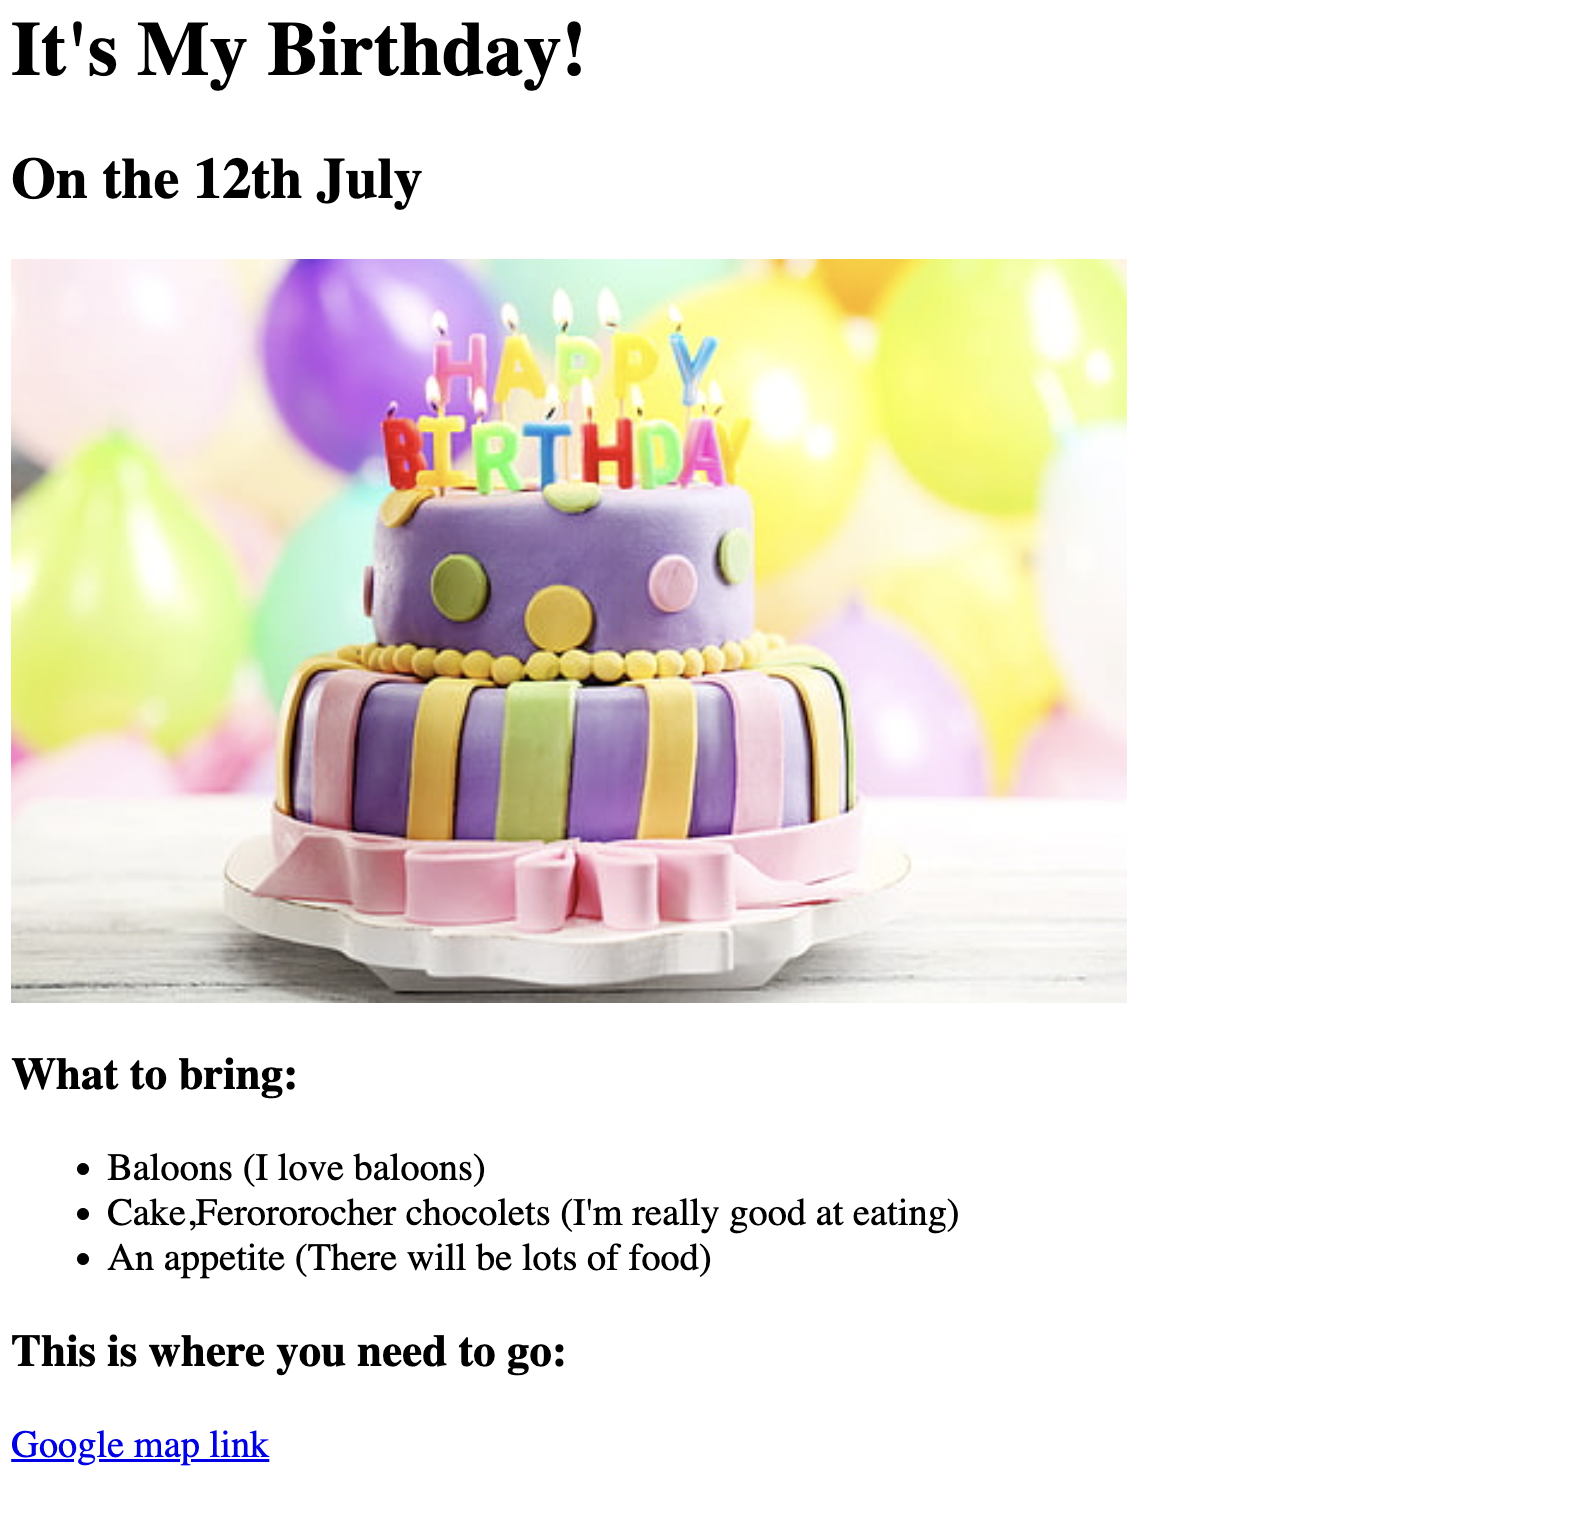 It's My Birthday!
On the 12th July
HAPPY
BIRTHDAY
What to bring:
Baloons (I love baloons)
Cake,Ferororocher chocolets (I'm really good at eating)
An appetite (There will be lots of food)
This is where you need to go:
Google map link